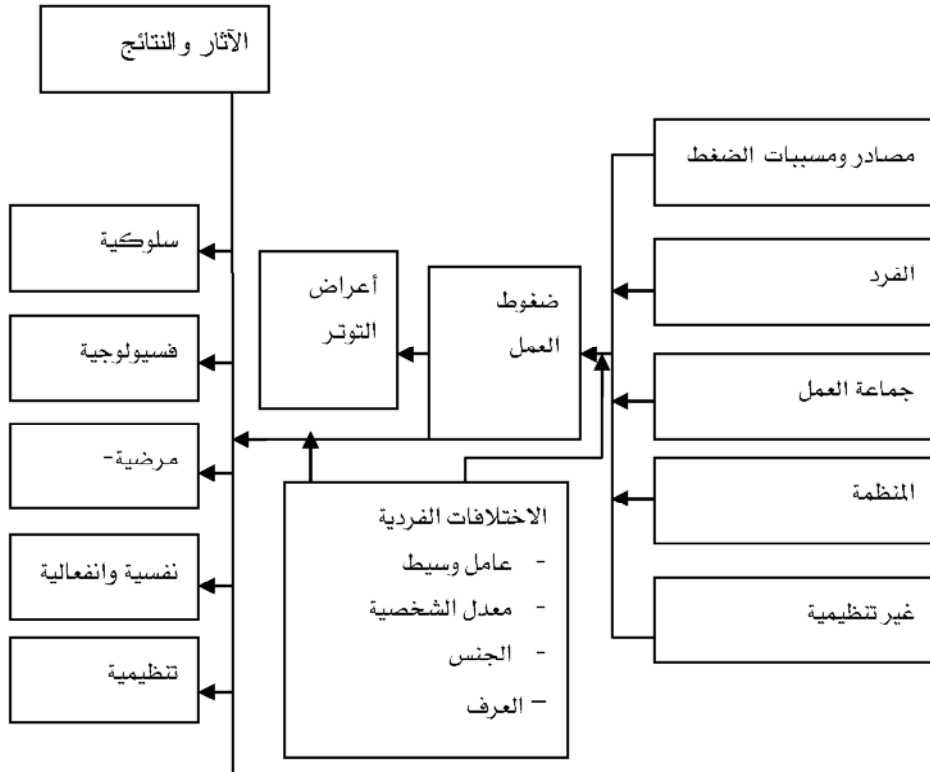 الآثار والنتائج
مصادر ومسببات الضغط
الفرد
جماعة العمل
المنظمة
غير تنظيمية
ضغوط
العمل
أعراض
التوتر
الاختلافات الفردية
- عامل وسيط
- معدل الشخصية
- الجنس
– العرف
سلوكية
فسيولوجية
مرضية-
نفسية وانفعالية
تنظيمية